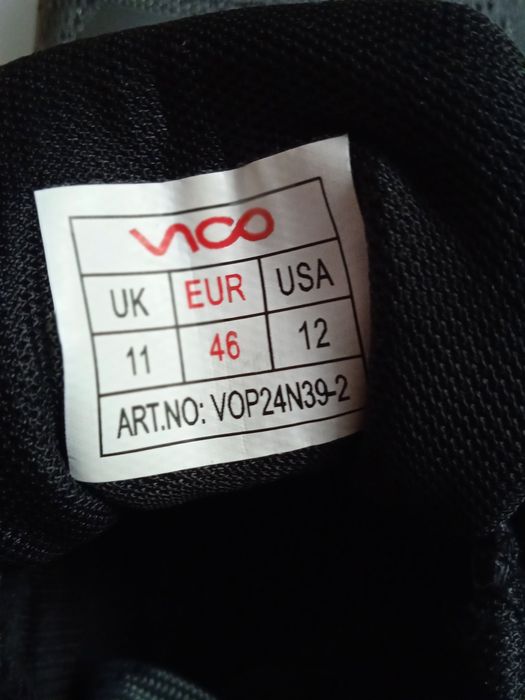 VICO
UK EUR USA
11 46 12
ART.NO: VOP24N39-2